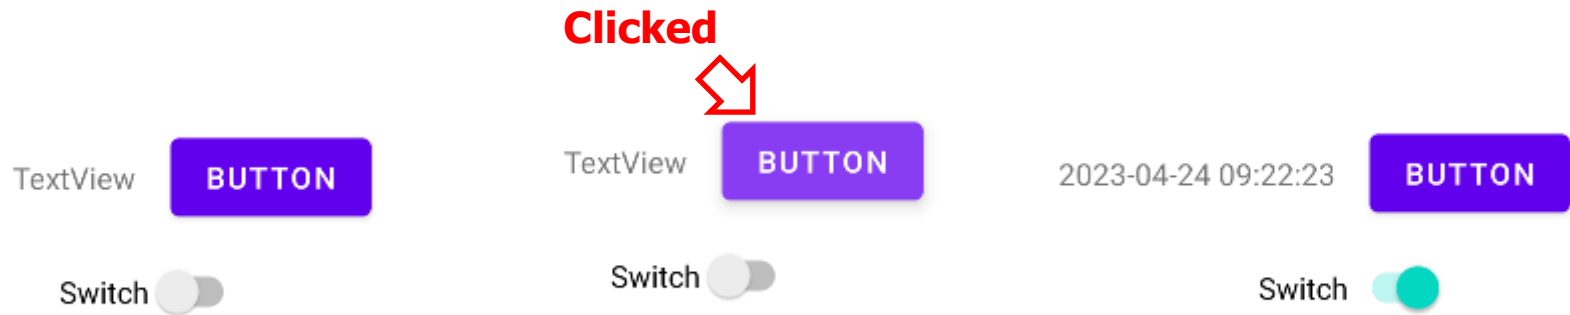 Clicked
TextView BUTTON
Switch
TextView BUTTON
Switch
2023-04-24 09:22:23 BUTTON
Switch